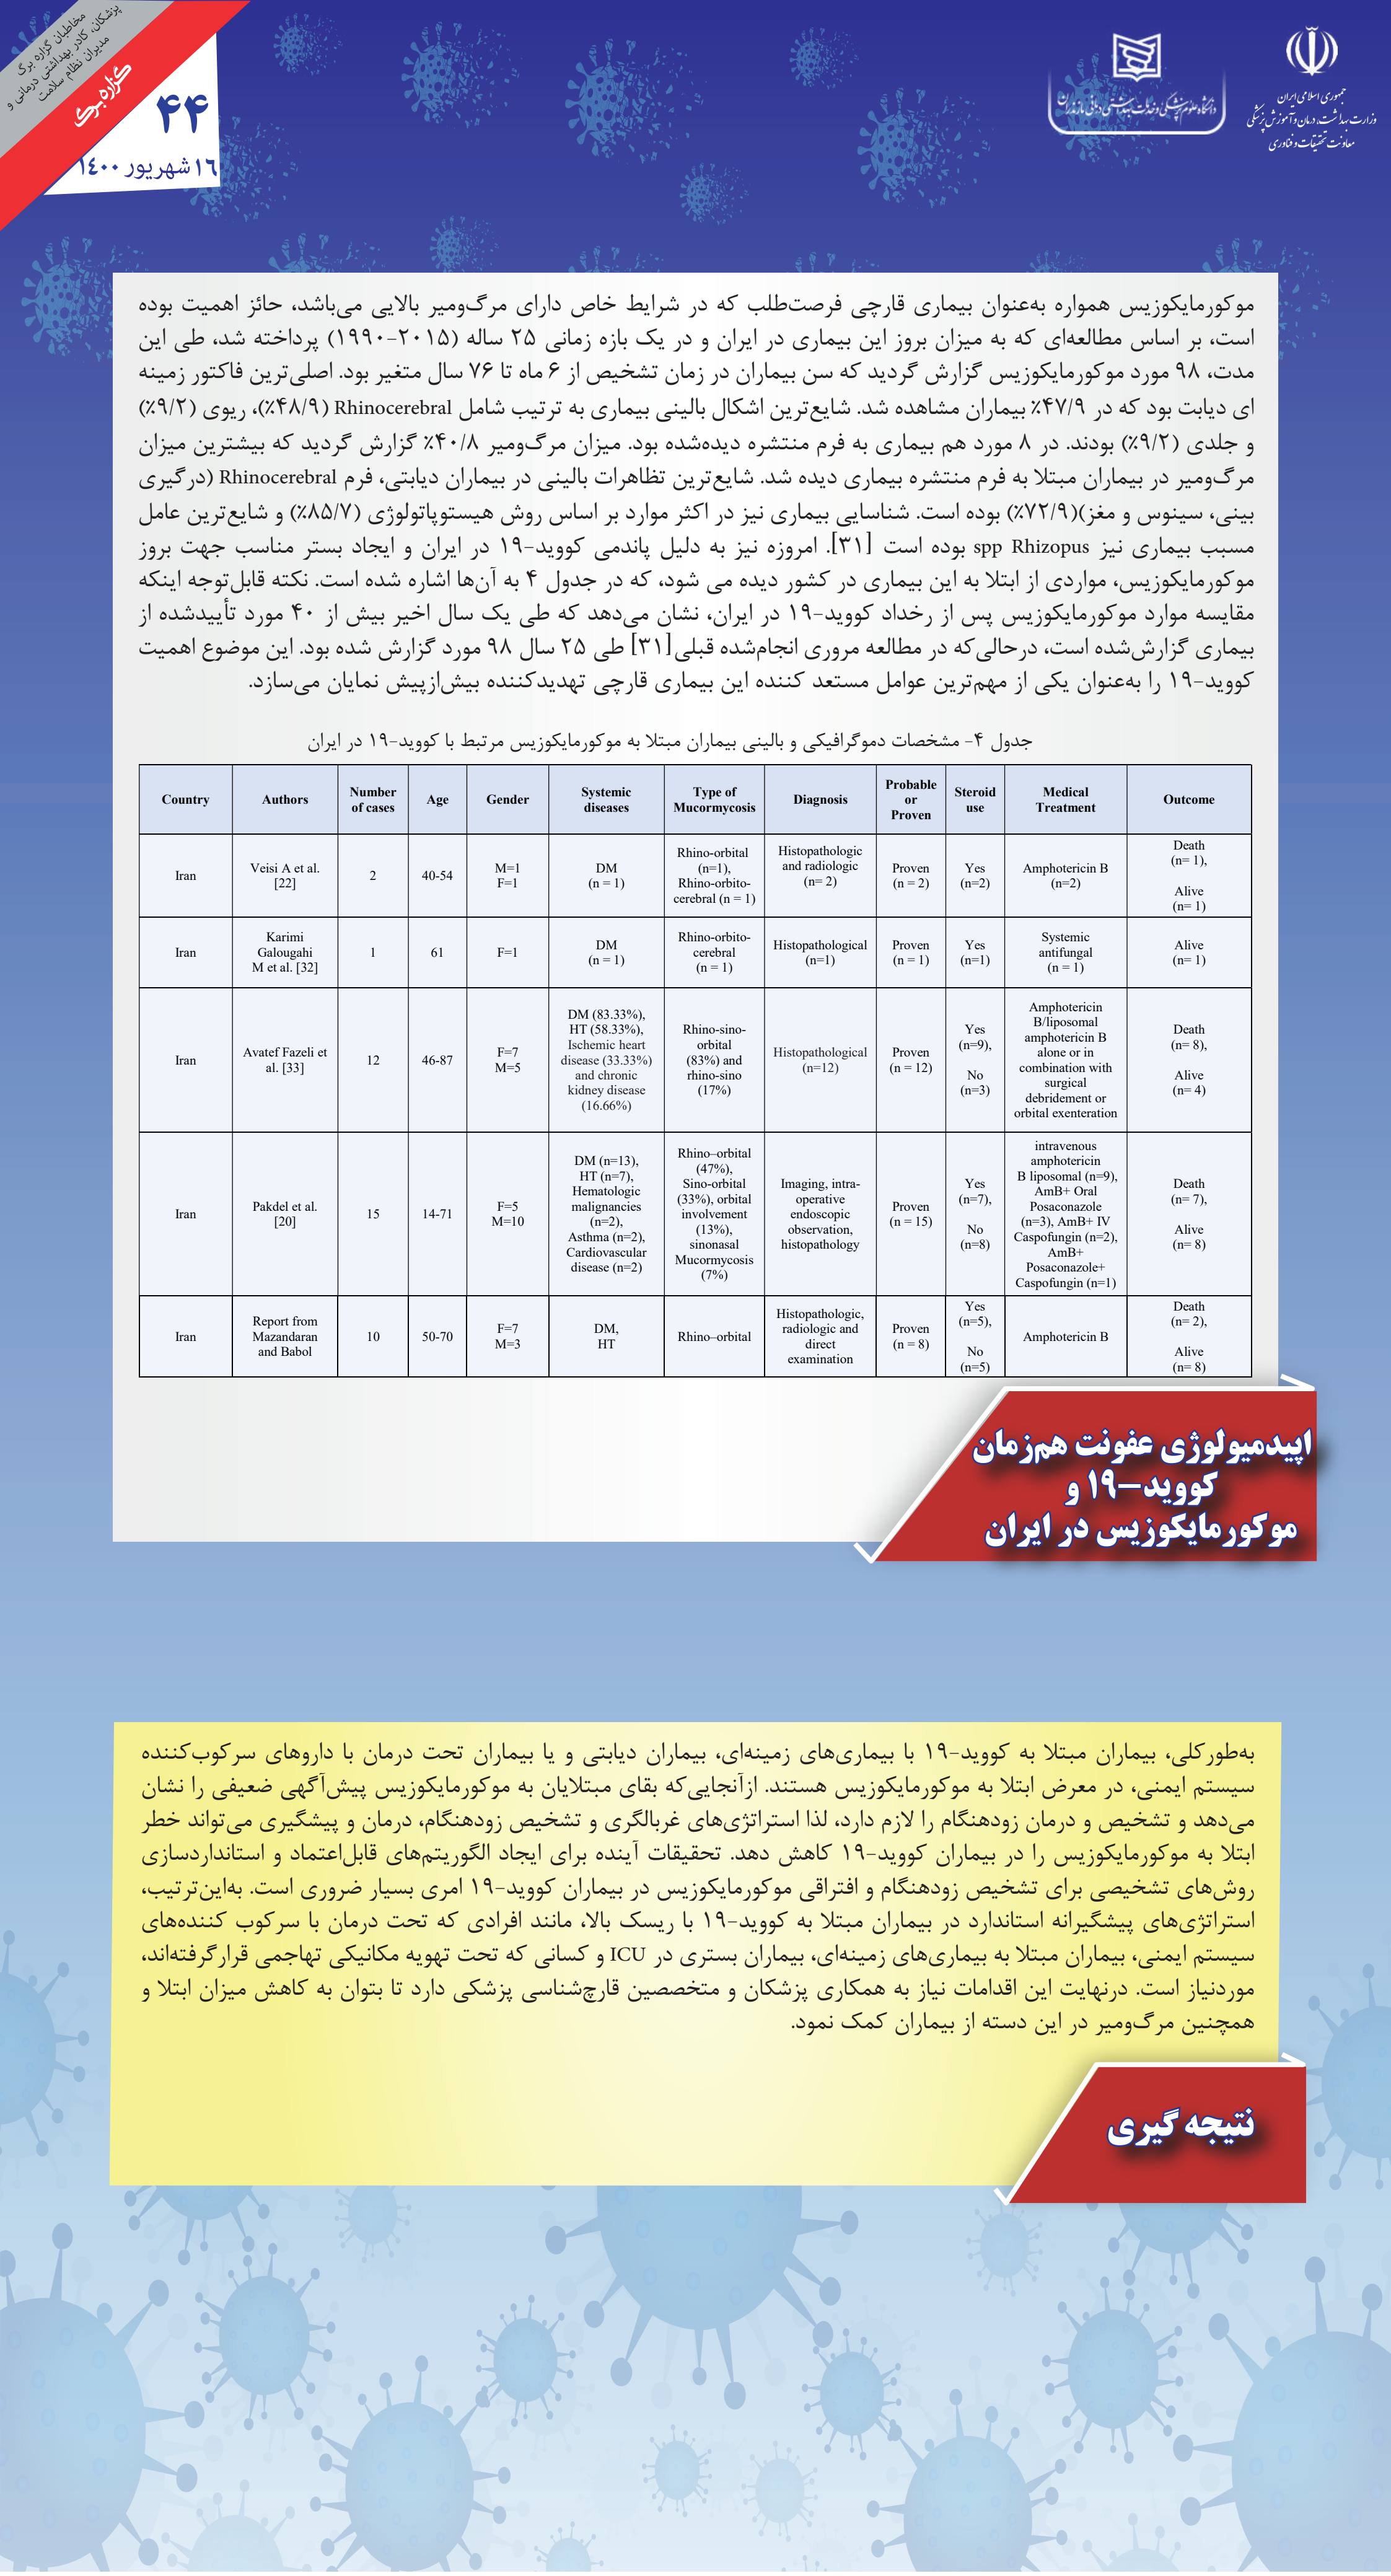 جمهوری اسلامی ایران
وزارت بهداشت، درمان و آموزش پزشکی
معاونت تحقیقات و فناوری
دانشگاه علوم پزشکی و خدمات بهداشتی درمانی مازندران
مخاطبان گزاره برگ
پزشکان، کادر بهداشتی درمانی و
مدیران نظام سلامت
گزاره برگ
۴۴
۱۶ شهریور ۱۴۰۰
موکورمایکوزیس همواره به‌عنوان بیماری قارچی فرصت‌طلب که در شرایط خاص دارای مرگ‌ومیر بالایی می‌باشد، حائز اهمیت بوده
است، بر اساس مطالعه‌ای که به میزان بروز این بیماری در ایران و در یک بازه زمانی ۲۵ ساله (۲۰۱۵-۱۹۹۰) پرداخته شد، طی این
مدت، ۹۸ مورد موکورمایکوزیس گزارش گردید که سن بیماران در زمان تشخیص از ۶ ماه تا ۷۶ سال متغیر بود. اصلی‌ترین فاکتور زمینه
ای دیابت بود که در ۴۷/۹٪ بیماران مشاهده شد. شایع‌ترین اشکال بالینی بیماری به ترتیب شامل Rhinocerebral (۴۸/۹٪)، ریوی (۹/۲٪)
و جلدی (۹/۲٪) بودند. در ۸ مورد هم بیماری به فرم منتشره دیده‌شده بود. میزان مرگ‌ومیر ۴۰/۸٪ گزارش گردید که بیشترین میزان
مرگ‌ومیر در بیماران مبتلا به فرم منتشره بیماری دیده شد. شایع‌ترین تظاهرات بالینی در بیماران دیابتی، فرم Rhinocerebral (درگیری
بینی، سینوس و مغز)(۷۲/۹٪) بوده است. شناسایی بیماری نیز در اکثر موارد بر اساس روش هیستوپاتولوژی (۸۵/۷٪) و شایع‌ترین عامل
مسبب بیماری نیز spp Rhizopus بوده است [۳۱]. امروزه نیز به دلیل پاندمی کووید-۱۹ در ایران و ایجاد بستر مناسب جهت بروز
موکورمایکوزیس، مواردی از ابتلا به این بیماری در کشور دیده می شود، که در جدول ۴ به آن‌ها اشاره شده است. نکته قابل‌توجه اینکه
مقایسه موارد موکورمایکوزیس پس از رخداد کووید-۱۹ در ایران، نشان می‌دهد که طی یک سال اخیر بیش از ۴۰ مورد تأییدشده از
بیماری گزارش‌شده است، درحالی‌که در مطالعه مروری انجام‌شده قبلی[۳۱] طی ۲۵ سال ۹۸ مورد گزارش شده بود. این موضوع اهمیت
کووید-۱۹ را به‌عنوان یکی از مهم‌ترین عوامل مستعد کننده این بیماری قارچی تهدیدکننده بیش‌ازپیش نمایان می‌سازد.
جدول ۴- مشخصات دموگرافیکی و بالینی بیماران مبتلا به موکورمایکوزیس مرتبط با کووید-۱۹ در ایران
Country Authors Number of cases Age Gender Systemic diseases Type of Mucormycosis Diagnosis Probable or Proven Steroid use Medical Treatment Outcome
Iran Veisi A et al. [22] 2 40-54 M=1 F=1 DM (n = 1) Rhino-orbital (n=1), Rhino-orbito-cerebral (n = 1) Histopathologic and radiologic (n= 2) Proven (n = 2) Yes (n=2) Amphotericin B (n=2) Death (n= 1), Alive (n= 1)
Iran Karimi Galougahi M et al. [32] 1 61 F=1 DM (n = 1) Rhino-orbito-cerebral (n = 1) Histopathological (n=1) Proven (n = 1) Yes (n=1) Systemic antifungal (n = 1) Alive (n= 1)
Iran Avatef Fazeli et al. [33] 12 46-87 F=7 M=5 DM (83.33%), HT (58.33%), Ischemic heart disease (33.33%) and chronic kidney disease (16.66%) Rhino-sino-orbital (83%) and rhino-sino (17%) Histopathological (n=12) Proven (n = 12) Yes (n=9), No (n=3) Amphotericin B/liposomal amphotericin B alone or in combination with surgical debridement or orbital exenteration Death (n= 8), Alive (n= 4)
Iran Pakdel et al. [20] 15 14-71 F=5 M=10 DM (n=13), HT (n=7), Hematologic malignancies (n=2), Asthma (n=2), Cardiovascular disease (n=2) Rhino–orbital (47%), Sino-orbital (33%), orbital involvement (13%), sinonasal Mucormycosis (7%) Imaging, intra-operative endoscopic observation, histopathology Proven (n = 15) Yes (n=7), No (n=8) intravenous amphotericin B liposomal (n=9), AmB+ Oral Posaconazole (n=3), AmB+ IV Caspofungin (n=2), AmB+ Posaconazole+ Caspofungin (n=1) Death (n= 7), Alive (n= 8)
Iran Report from Mazandaran and Babol 10 50-70 F=7 M=3 DM, HT Rhino–orbital Histopathologic, radiologic and direct examination Proven (n = 8) Yes (n=5), No (n=5) Amphotericin B Death (n= 2), Alive (n= 8)
اپیدمیولوژی عفونت هم‌زمان
کووید–۱۹ و
موکورمایکوزیس در ایران
به‌طورکلی، بیماران مبتلا به کووید-۱۹ با بیماری‌های زمینه‌ای، بیماران دیابتی و یا بیماران تحت درمان با داروهای سرکوب‌کننده
سیستم ایمنی، در معرض ابتلا به موکورمایکوزیس هستند. ازآنجایی‌که بقای مبتلایان به موکورمایکوزیس پیش‌آگهی ضعیفی را نشان
می‌دهد و تشخیص و درمان زودهنگام را لازم دارد، لذا استراتژی‌های غربالگری و تشخیص زودهنگام، درمان و پیشگیری می‌تواند خطر
ابتلا به موکورمایکوزیس را در بیماران کووید-۱۹ کاهش دهد. تحقیقات آینده برای ایجاد الگوریتم‌های قابل‌اعتماد و استانداردسازی
روش‌های تشخیصی برای تشخیص زودهنگام و افتراقی موکورمایکوزیس در بیماران کووید-۱۹ امری بسیار ضروری است. به‌این‌ترتیب،
استراتژی‌های پیشگیرانه استاندارد در بیماران مبتلا به کووید-۱۹ با ریسک بالا، مانند افرادی که تحت درمان با سرکوب کننده‌های
سیستم ایمنی، بیماران مبتلا به بیماری‌های زمینه‌ای، بیماران بستری در ICU و کسانی که تحت تهویه مکانیکی تهاجمی قرارگرفته‌اند،
موردنیاز است. درنهایت این اقدامات نیاز به همکاری پزشکان و متخصصین قارچ‌شناسی پزشکی دارد تا بتوان به کاهش میزان ابتلا و
همچنین مرگ‌ومیر در این دسته از بیماران کمک نمود.
نتیجه گیری